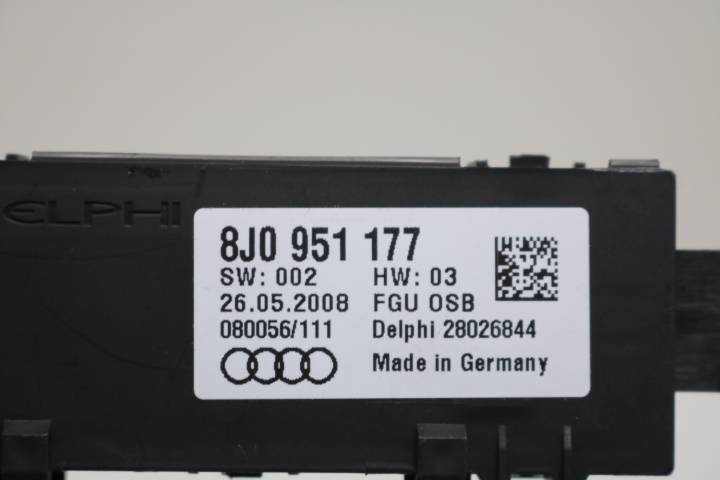 ELPHI
8J0 951 177
SW: 002 HW: 03
26.05.2008 FGU OSB
080056/111 Delphi 28026844
Made in Germany